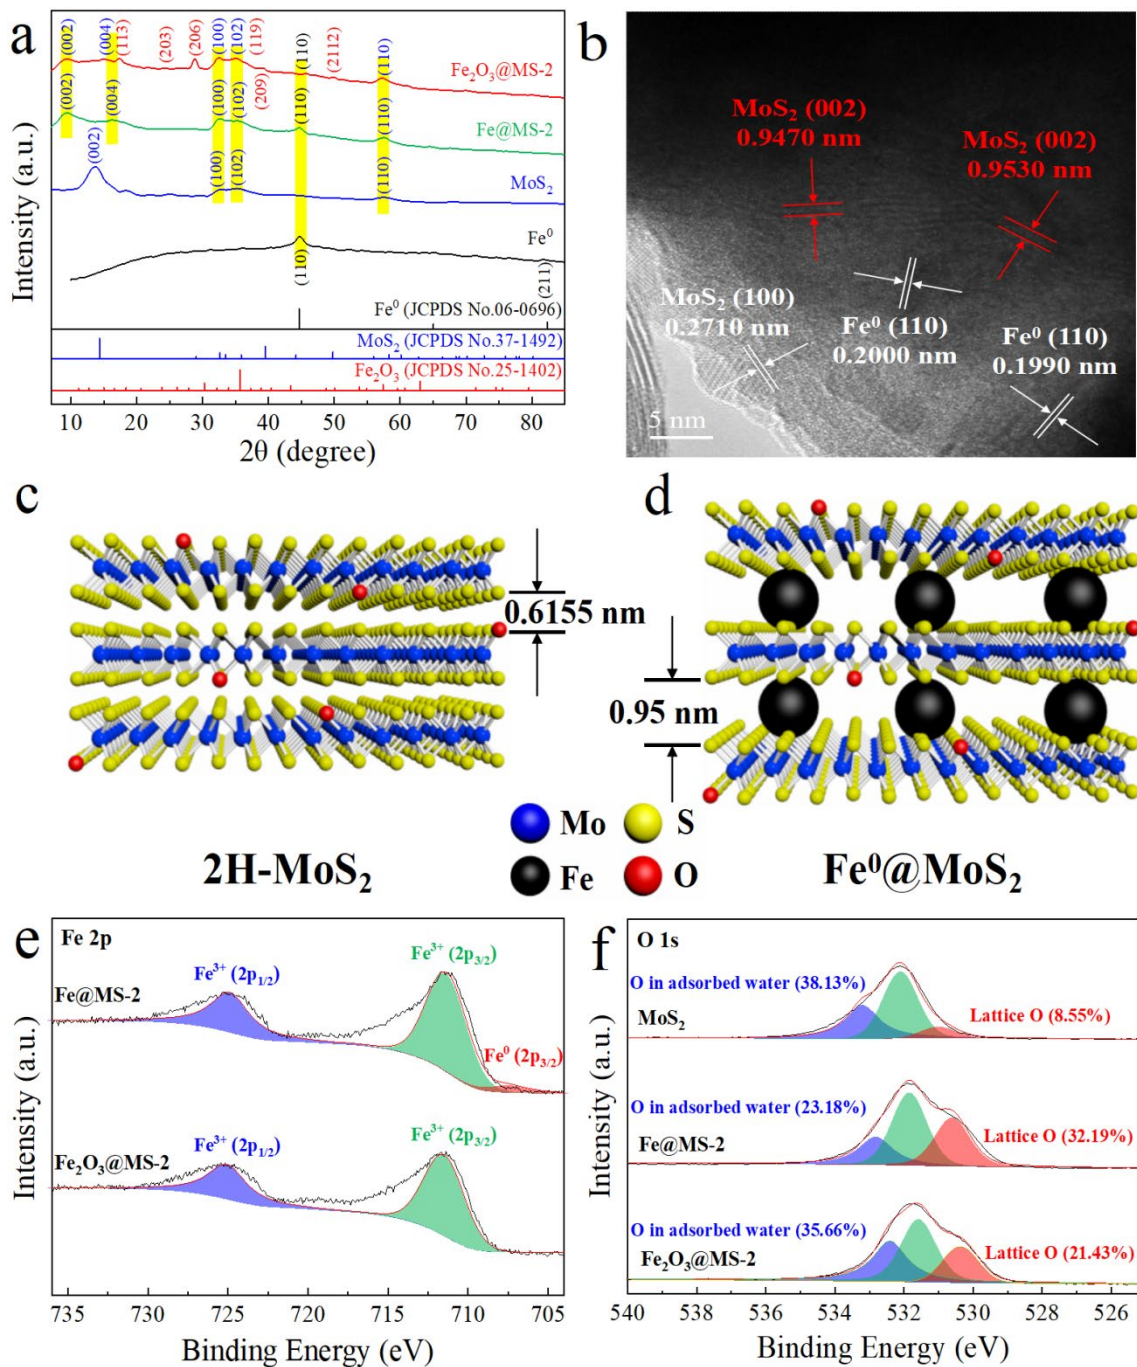 a
(002)
(004)
(113)
(203)
(206)
(100)
(102)
(119)
(209)
(110)
(2112)
(110)
Fe₂O₃@MS-2
(002)
(004)
(100)
(102)
(110)
(110)
Fe@MS-2
(002)
(100)
(102)
(110)
MoS₂
Fe⁰
(110)
(211)
Fe⁰ (JCPDS No.06-0696)
MoS₂ (JCPDS No.37-1492)
Fe₂O₃ (JCPDS No.25-1402)
10 20 30 40 50 60 70 80
2θ (degree)
Intensity (a.u.)
b
MoS₂ (002)
0.9470 nm
MoS₂ (002)
0.9530 nm
MoS₂ (100)
0.2710 nm
Fe⁰ (110)
0.2000 nm
Fe⁰ (110)
0.1990 nm
5 nm
c
0.6155 nm
2H-MoS₂
d
0.95 nm
Fe⁰@MoS₂
Mo
S
Fe
O
e
Fe 2p
Fe³⁺ (2p₁/₂)
Fe³⁺ (2p₃/₂)
Fe@MS-2
Fe⁰ (2p₃/₂)
Fe³⁺ (2p₁/₂)
Fe³⁺ (2p₃/₂)
Fe₂O₃@MS-2
735 730 725 720 715 710 705
Binding Energy (eV)
Intensity (a.u.)
f
O 1s
O in adsorbed water (38.13%)
MoS₂
Lattice O (8.55%)
O in adsorbed water (23.18%)
Fe@MS-2
Lattice O (32.19%)
O in adsorbed water (35.66%)
Fe₂O₃@MS-2
Lattice O (21.43%)
540 538 536 534 532 530 528 526
Binding Energy (eV)
Intensity (a.u.)